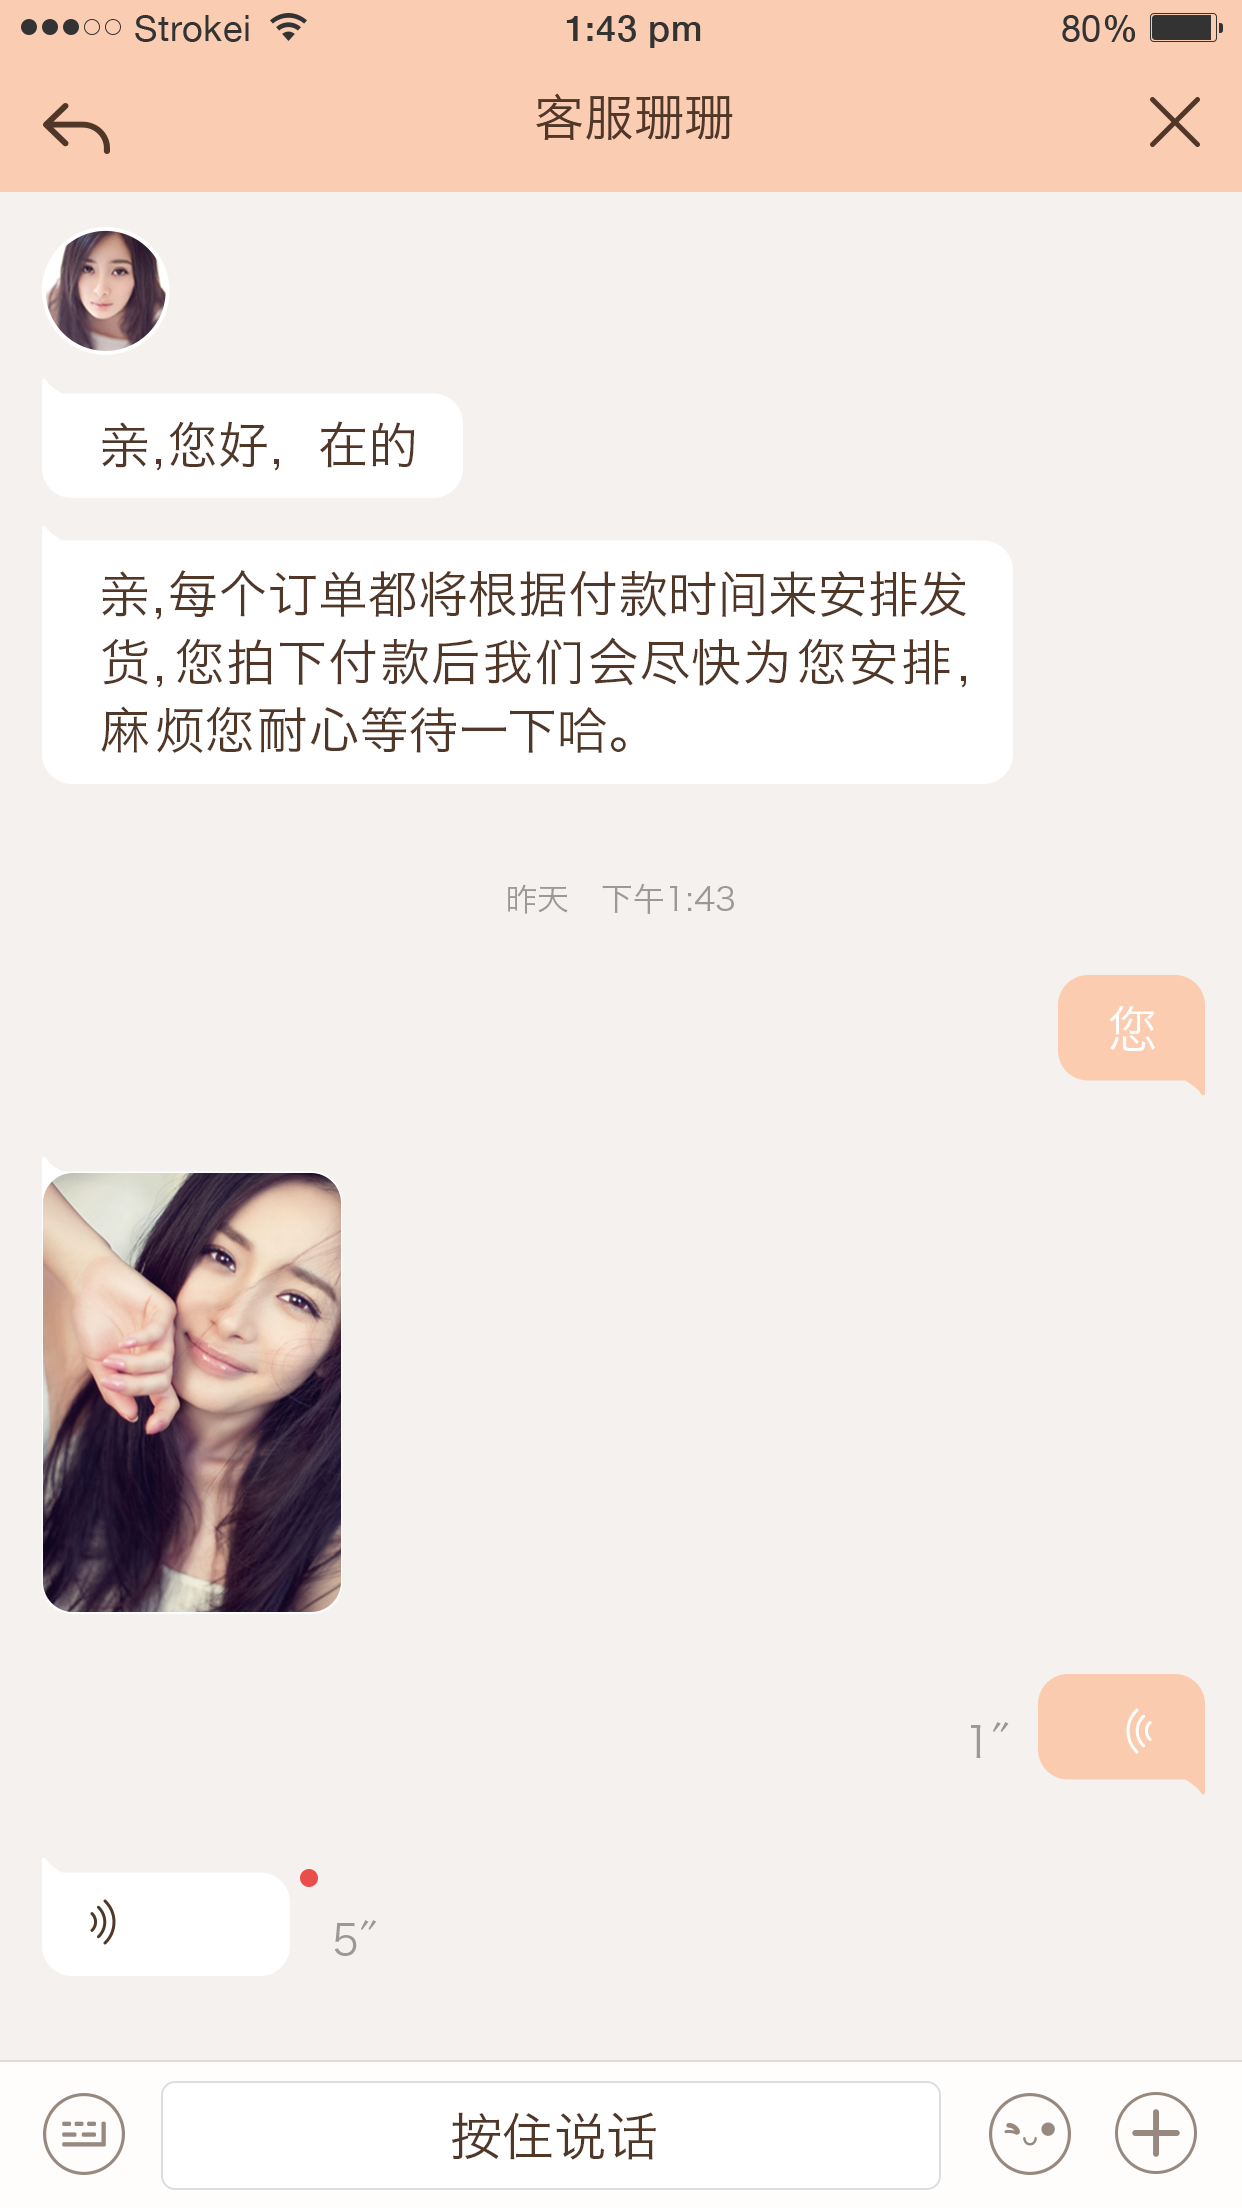 Strokei 1:43 pm 80%
客服珊珊
亲,您好, 在的
亲,每个订单都将根据付款时间来安排发
货,您拍下付款后我们会尽快为您安排,
麻烦您耐心等待一下哈。
昨天 下午1:43
您
1″
5″
按住说话